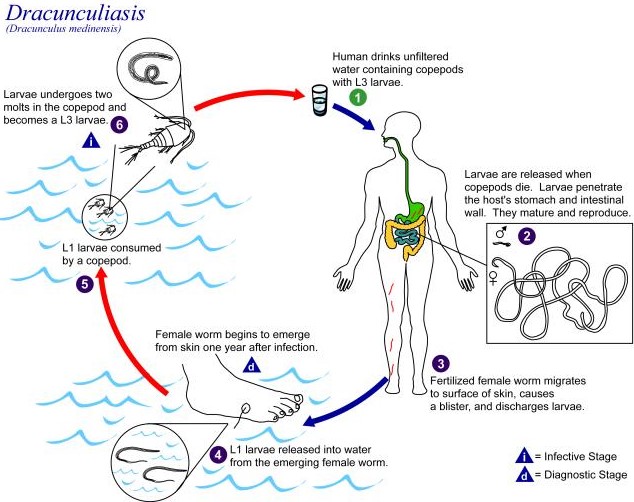 Dracunculiasis
(Dracunculus medinensis)
Human drinks unfiltered
water containing copepods
with L3 larvae.
1
Larvae undergoes two
molts in the copepod and
becomes a L3 larvae.
6
i
Larvae are released when
copepods die. Larvae penetrate
the host's stomach and intestinal
wall. They mature and reproduce.
♂
2
♀
L1 larvae consumed
by a copepod.
5
Female worm begins to emerge
from skin one year after infection.
d
3
Fertilized female worm migrates
to surface of skin, causes
a blister, and discharges larvae.
4
L1 larvae released into water
from the emerging female worm.
i = Infective Stage
d = Diagnostic Stage